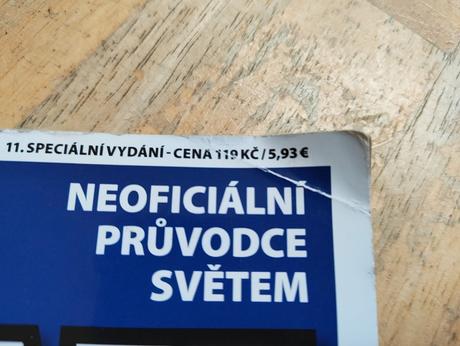 11. SPECIÁLNÍ VYDÁNÍ - CENA 119 KČ / 5,93 €
NEOFICIÁLNÍ
PRŮVODCE
SVĚTEM